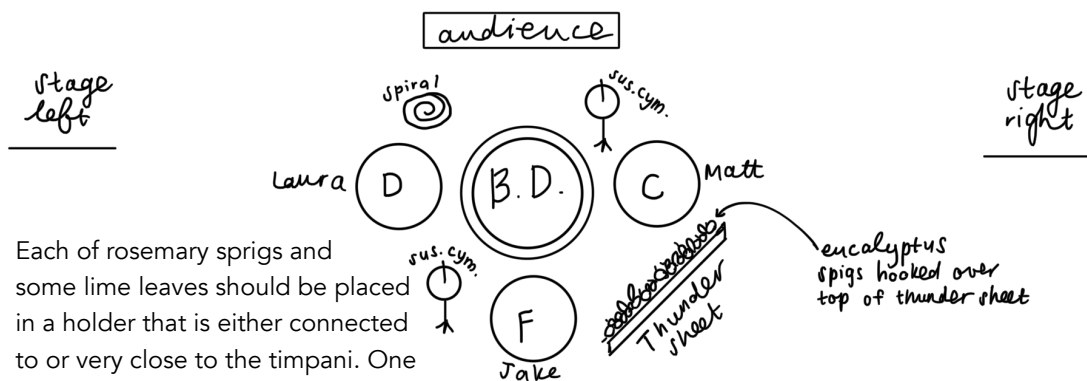 audience
stage
left
spiral
sus.cym.
stage
right
Laura
D
B.D.
C
Matt
Each of rosemary sprigs and
some lime leaves should be placed
in a holder that is either connected
to or very close to the timpani. One
sus.cym.
F
Jake
Thunder
sheet
eucalyptus
spigs hooked over
top of thunder sheet